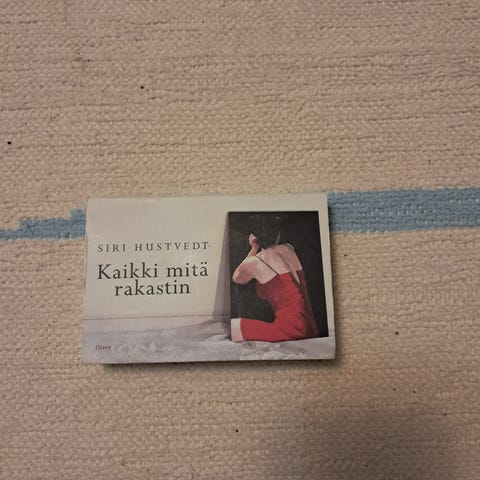 SIRI HUSTVEDT
Kaikki mitä
rakastin
Otava